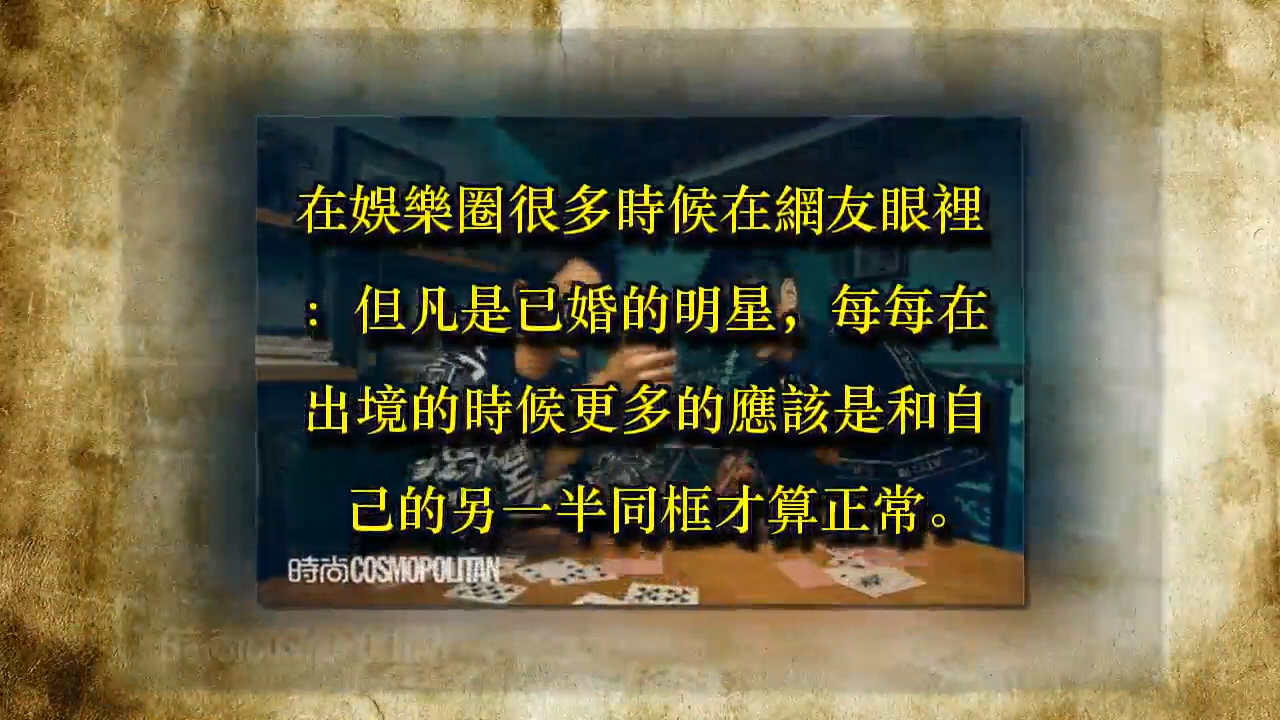 在娛樂圈很多時候在網友眼裡
：但凡是已婚的明星，每每在
出境的時候更多的應該是和自
己的另一半同框才算正常。
時尚COSMOPOLITAN